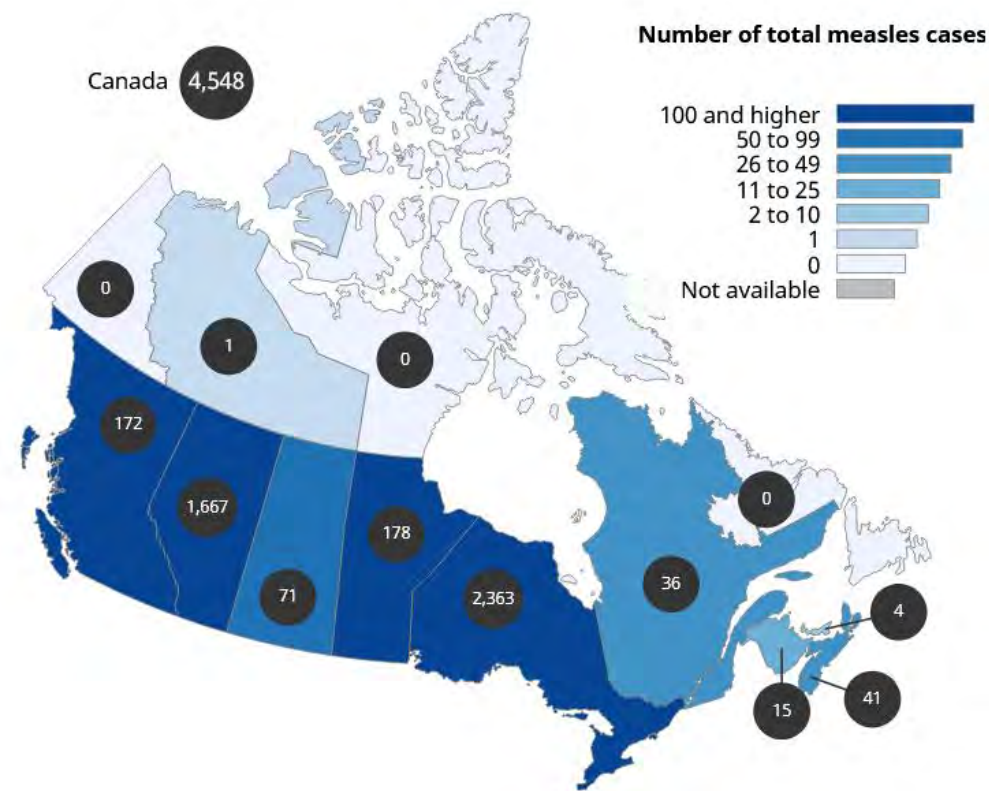 Number of total measles cases
Canada 4,548
100 and higher
50 to 99
26 to 49
11 to 25
2 to 10
1
0
Not available
0
1
0
172
1,667
71
178
2,363
36
0
4
41
15